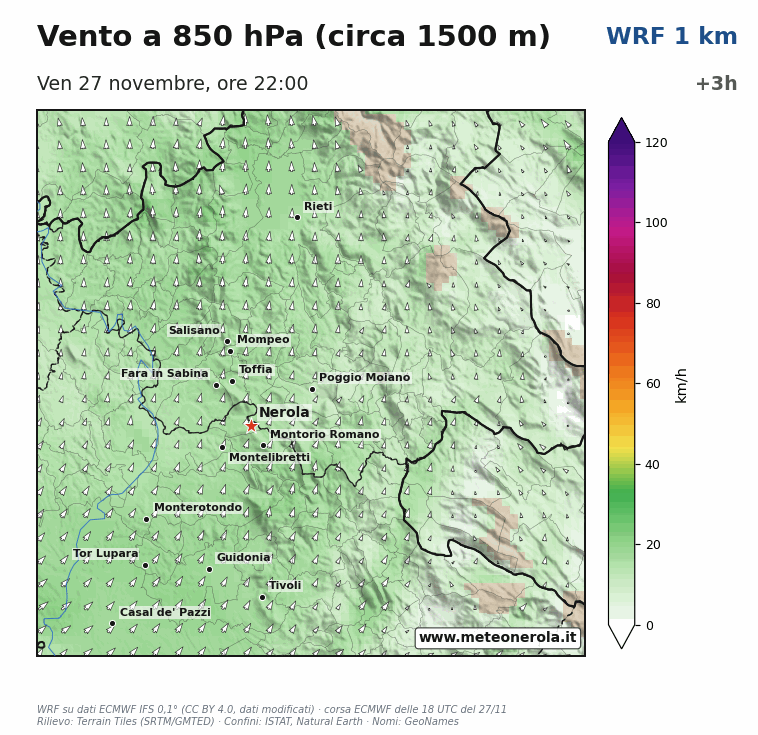 Vento a 850 hPa (circa 1500 m)
WRF 1 km
Ven 27 novembre, ore 22:00
+3h
Rieti
Salisano
Mompeo
Fara in Sabina
Toffia
Poggio Moiano
Nerola
Montorio Romano
Montelibretti
Monterotondo
Tor Lupara
Guidonia
Tivoli
Casal de' Pazzi
www.meteonerola.it
120
100
80
60
40
20
0
km/h
WRF su dati ECMWF IFS 0,1° (CC BY 4.0, dati modificati) · corsa ECMWF delle 18 UTC del 27/11
Rilievo: Terrain Tiles (SRTM/GMTED) · Confini: ISTAT, Natural Earth · Nomi: GeoNames